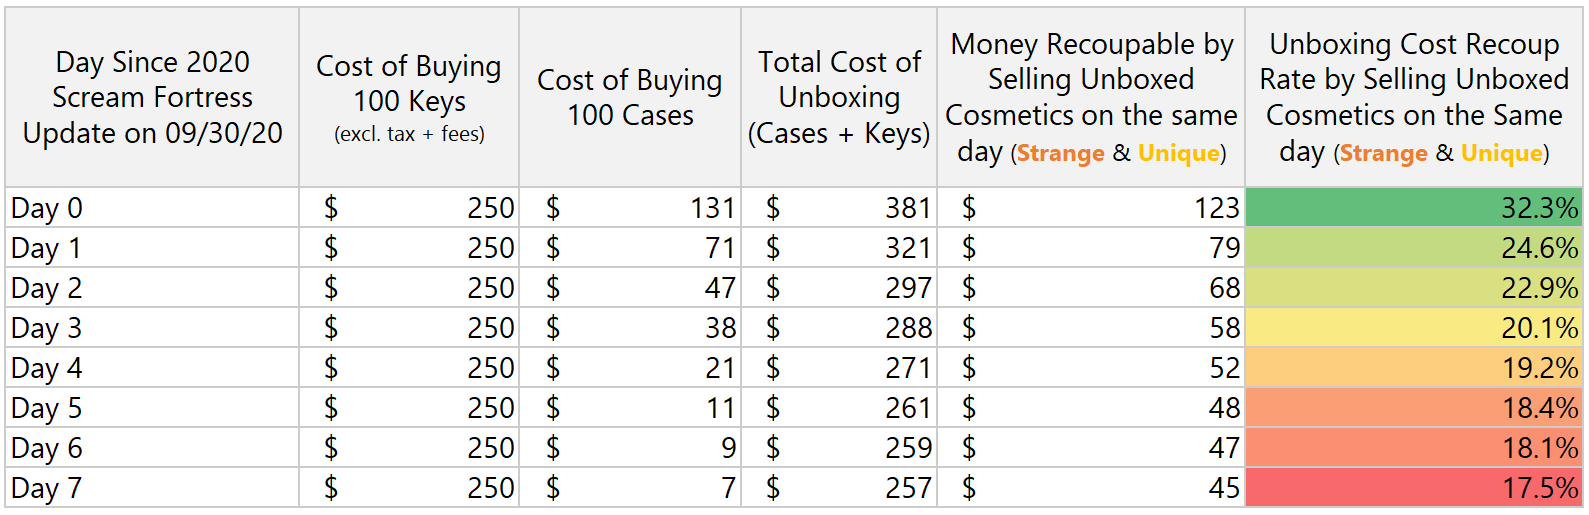 Day Since 2020
Scream Fortress
Update on 09/30/20
Cost of Buying
100 Keys
(excl. tax + fees)
Cost of Buying
100 Cases
Total Cost of
Unboxing
(Cases + Keys)
Money Recoupable by
Selling Unboxed
Cosmetics on the same
day (Strange & Unique)
Unboxing Cost Recoup
Rate by Selling Unboxed
Cosmetics on the Same
day (Strange & Unique)
Day 0 $ 250 $ 131 $ 381 $ 123 32.3%
Day 1 $ 250 $ 71 $ 321 $ 79 24.6%
Day 2 $ 250 $ 47 $ 297 $ 68 22.9%
Day 3 $ 250 $ 38 $ 288 $ 58 20.1%
Day 4 $ 250 $ 21 $ 271 $ 52 19.2%
Day 5 $ 250 $ 11 $ 261 $ 48 18.4%
Day 6 $ 250 $ 9 $ 259 $ 47 18.1%
Day 7 $ 250 $ 7 $ 257 $ 45 17.5%